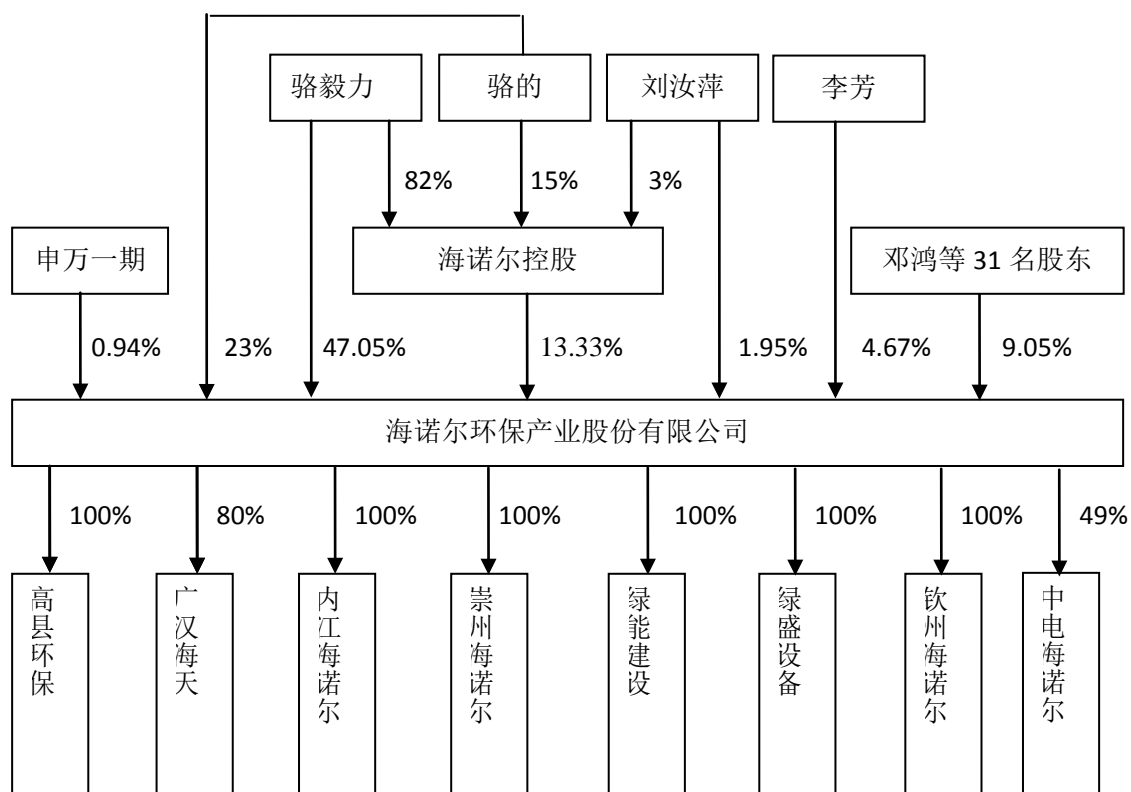 骆毅力
骆的
刘汝萍
李芳
82%
15%
3%
申万一期
海诺尔控股
邓鸿等 31 名股东
0.94%
23%
47.05%
13.33%
1.95%
4.67%
9.05%
海诺尔环保产业股份有限公司
100%
80%
100%
100%
100%
100%
100%
49%
高县环保
广汉海天
内江海诺尔
崇州海诺尔
绿能建设
绿盛设备
钦州海诺尔
中电海诺尔